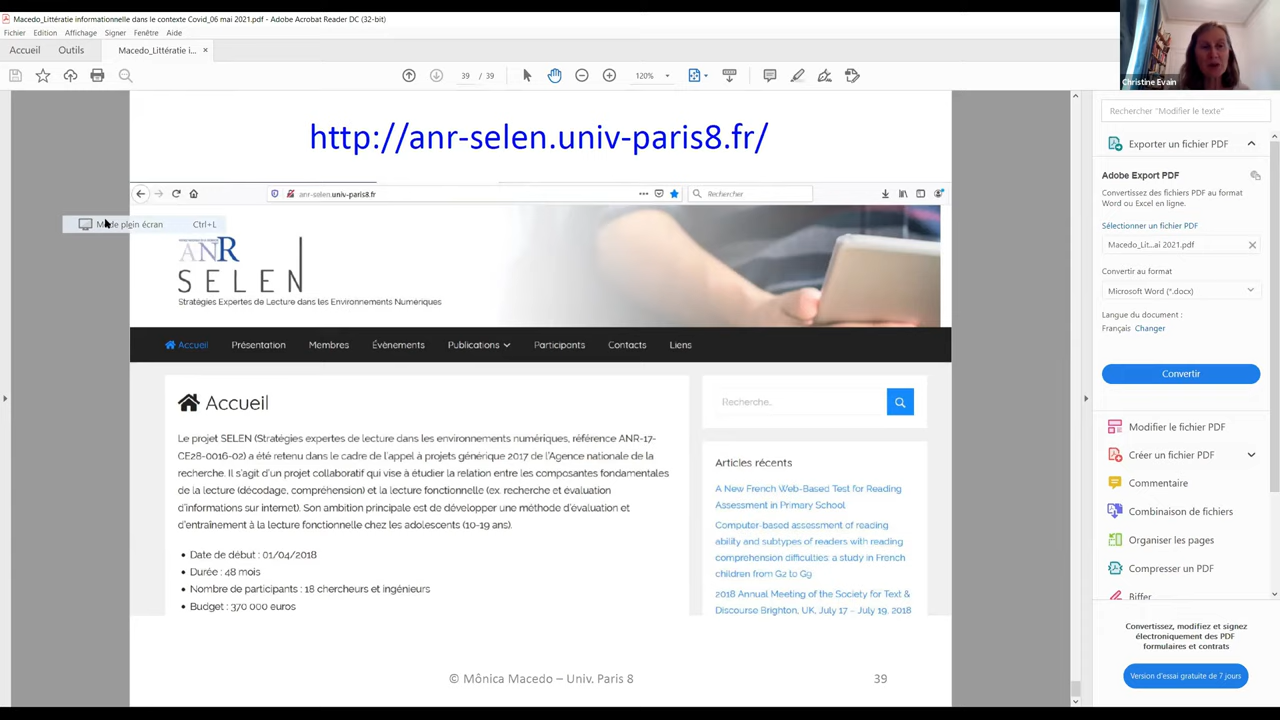 Macedo_Littératie informationnelle dans le contexte Covid_06 mai 2021.pdf - Adobe Acrobat Reader DC (32-bit)
Fichier Edition Affichage Signer Fenêtre Aide
Accueil Outils Macedo_Littératie i... ×
39 / 39 120%
Christine Evain
http://anr-selen.univ-paris8.fr/
anr-selen.univ-paris8.fr Rechercher
Mode plein écran Ctrl+L
ANR
SELEN
Stratégies Expertes de Lecture dans les Environnements Numériques
Accueil Présentation Membres Évènements Publications Participants Contacts Liens
Accueil
Le projet SELEN (Stratégies expertes de lecture dans les environnements numériques, référence ANR-17-
CE28-0016-02) a été retenu dans le cadre de l'appel à projets générique 2017 de l'Agence nationale de la
recherche. Il s'agit d'un projet collaboratif qui vise à étudier la relation entre les composantes fondamentales
de la lecture (décodage, compréhension) et la lecture fonctionnelle (ex. recherche et évaluation
d'informations sur internet). Son ambition principale est de développer une méthode d'évaluation et
d'entraînement à la lecture fonctionnelle chez les adolescents (10-19 ans).
• Date de début : 01/04/2018
• Durée : 48 mois
• Nombre de participants : 18 chercheurs et ingénieurs
• Budget : 370 000 euros
Recherche..
Articles récents
A New French Web-Based Test for Reading
Assessment in Primary School
Computer-based assessment of reading
ability and subtypes of readers with reading
comprehension difficulties: a study in French
children from G2 to G9
2018 Annual Meeting of the Society for Text &
Discourse Brighton, UK, July 17 – July 19, 2018
© Mônica Macedo – Univ. Paris 8 39
Rechercher "Modifier le texte"
Exporter un fichier PDF
Adobe Export PDF
Convertissez des fichiers PDF au format
Word ou Excel en ligne.
Sélectionner un fichier PDF
Macedo_Lit...ai 2021.pdf
Convertir au format
Microsoft Word (*.docx)
Langue du document :
Français Changer
Convertir
Modifier le fichier PDF
Créer un fichier PDF
Commentaire
Combinaison de fichiers
Organiser les pages
Compresser un PDF
Biffer
Convertissez, modifiez et signez
électroniquement des PDF
formulaires et contrats
Version d'essai gratuite de 7 jours